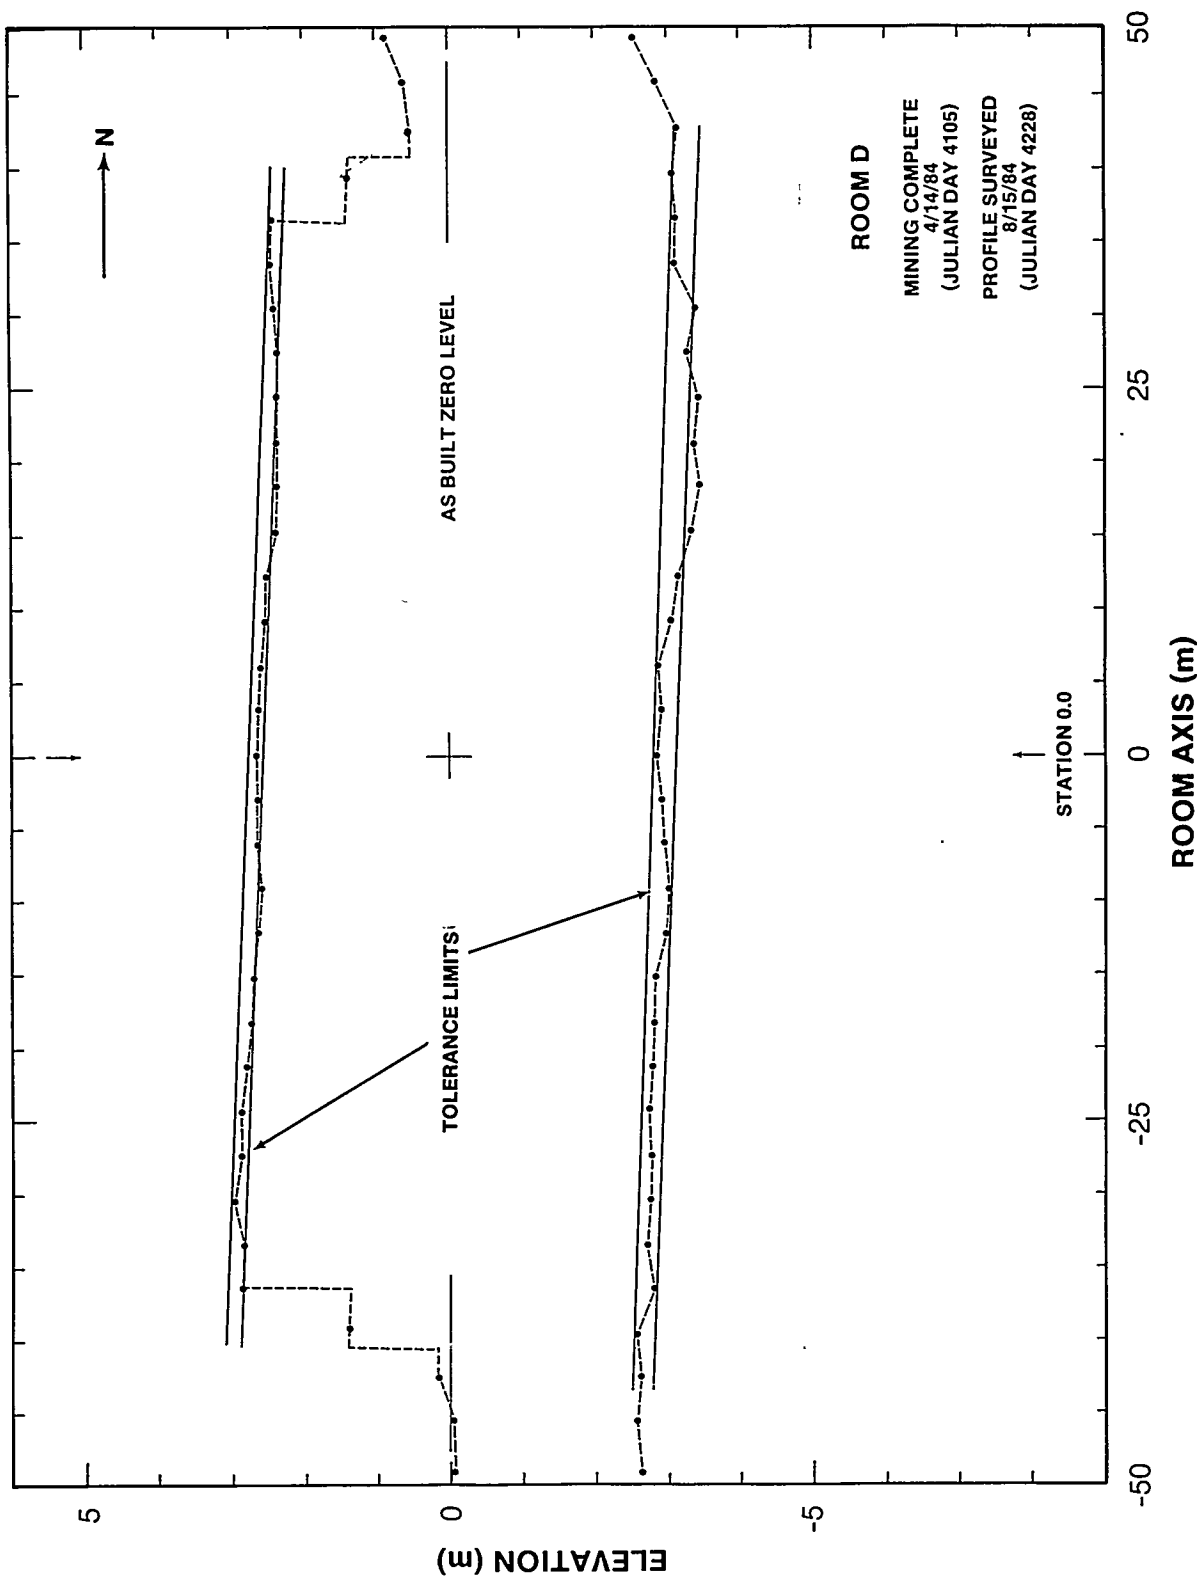 N
5
0
-5
ELEVATION (m)
AS BUILT ZERO LEVEL
TOLERANCE LIMITS
ROOM D
MINING COMPLETE
4/14/84
(JULIAN DAY 4105)
PROFILE SURVEYED
8/15/84
(JULIAN DAY 4228)
STATION 0.0
-50
-25
0
25
50
ROOM AXIS (m)